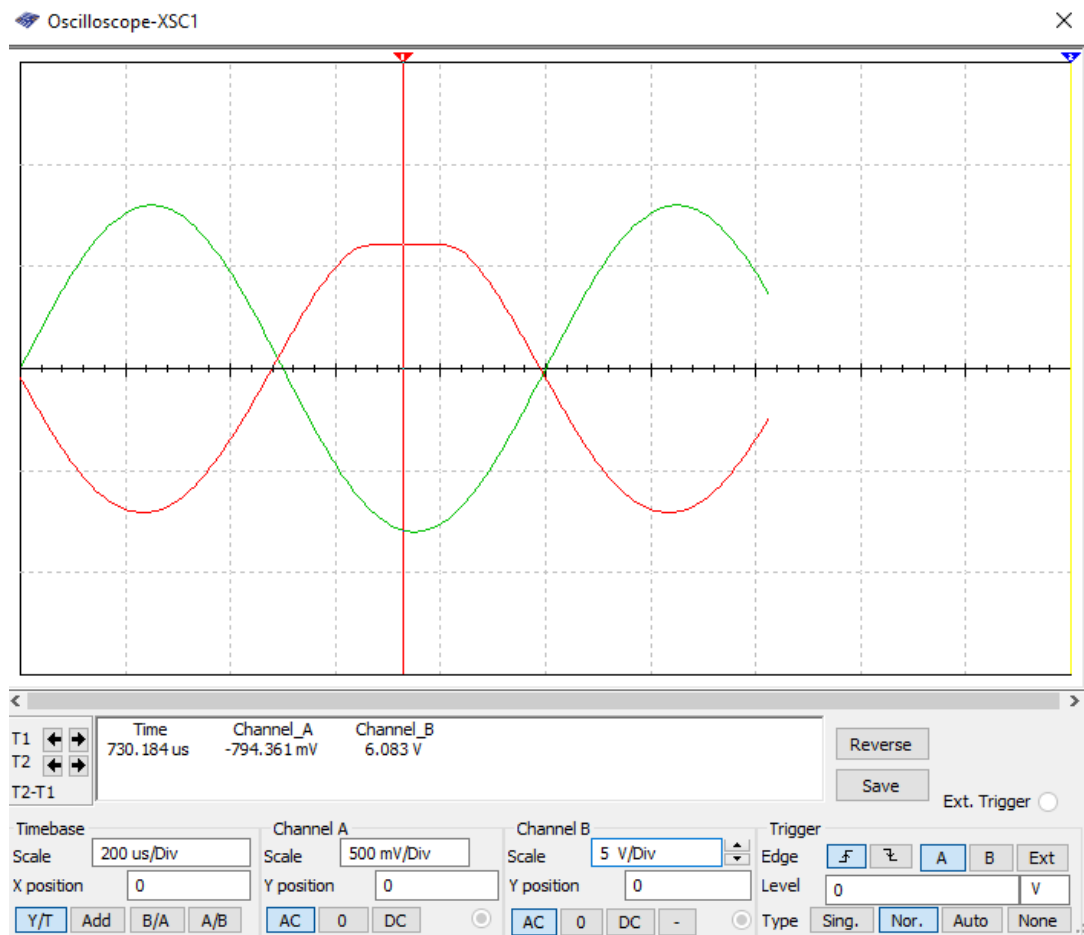 Oscilloscope-XSC1
1
2
Time Channel_A Channel_B
T1 730.184 us -794.361 mV 6.083 V
T2
T2-T1
Reverse
Save
Ext. Trigger
Timebase Channel A Channel B Trigger
Scale 200 us/Div Scale 500 mV/Div Scale 5 V/Div Edge A B Ext
X position 0 Y position 0 Y position 0 Level 0 V
Y/T Add B/A A/B AC 0 DC AC 0 DC - Type Sing. Nor. Auto None